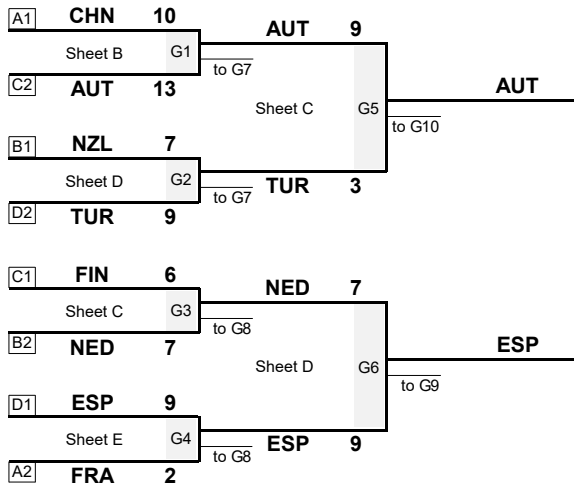 A1 CHN 10
AUT 9
Sheet B G1
to G7
C2 AUT 13
AUT
Sheet C G5
to G10
B1 NZL 7
Sheet D G2
to G7 TUR 3
D2 TUR 9
C1 FIN 6
NED 7
Sheet C G3
to G8
B2 NED 7
ESP
Sheet D G6
to G9
D1 ESP 9
Sheet E G4
to G8 ESP 9
A2 FRA 2